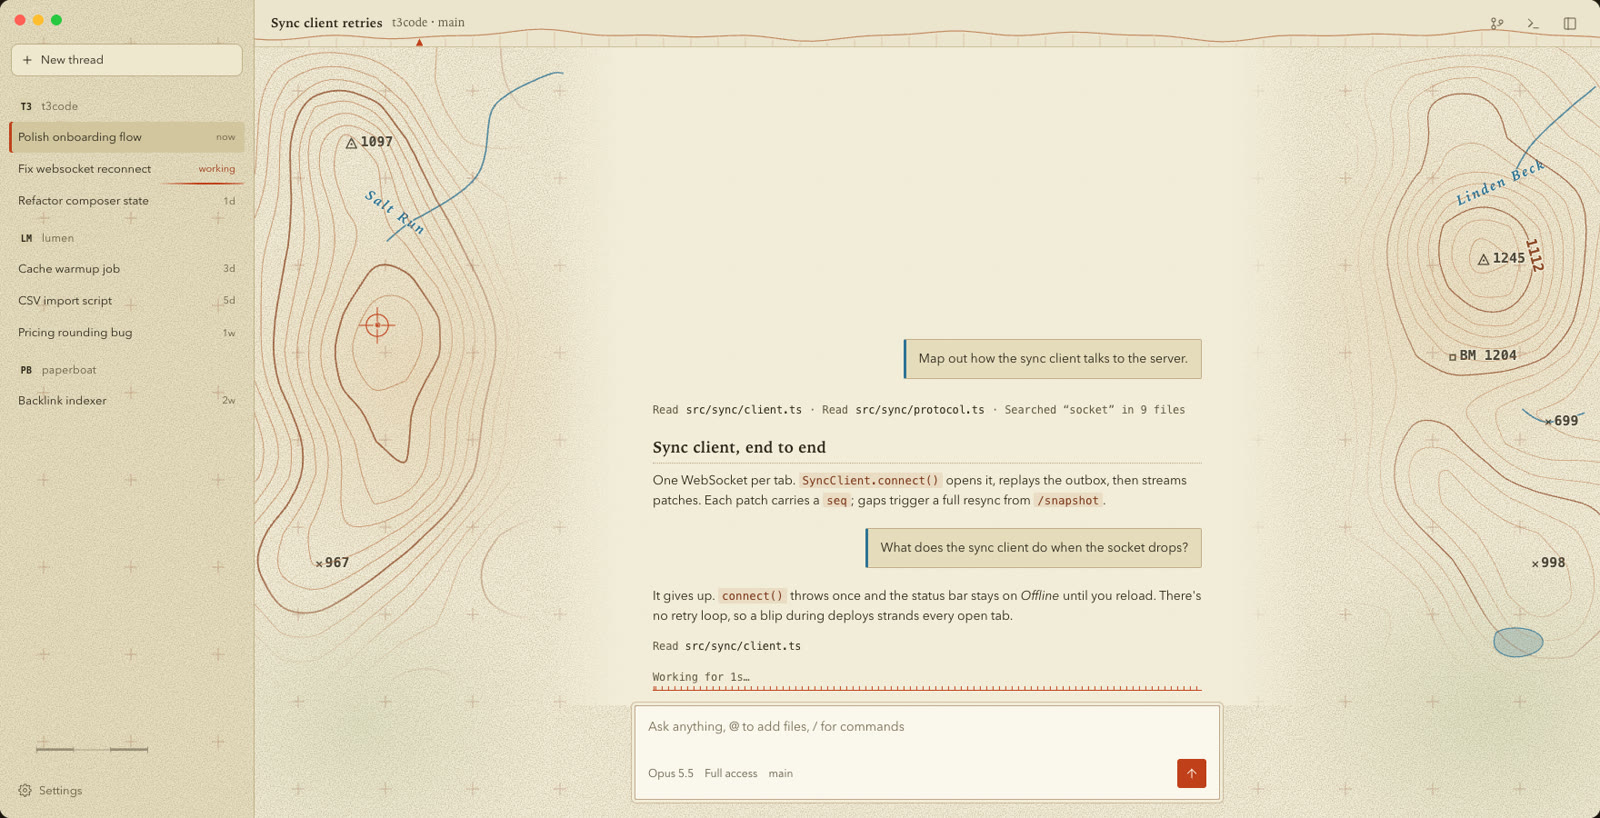 Sync client retries t3code · main
New thread
T3 t3code
Polish onboarding flow now
Fix websocket reconnect working
Refactor composer state 1d
LM lumen
Cache warmup job 3d
CSV import script 5d
Pricing rounding bug 1w
PB paperboat
Backlink indexer 2w
Settings
1097
Salt Run
967
Linden Beck
1245
1112
BM 1204
699
998
Map out how the sync client talks to the server.
Read src/sync/client.ts · Read src/sync/protocol.ts · Searched “socket” in 9 files
Sync client, end to end
One WebSocket per tab. SyncClient.connect() opens it, replays the outbox, then streams
patches. Each patch carries a seq; gaps trigger a full resync from /snapshot.
What does the sync client do when the socket drops?
It gives up. connect() throws once and the status bar stays on Offline until you reload. There's
no retry loop, so a blip during deploys strands every open tab.
Read src/sync/client.ts
Working for 1s…
Ask anything, @ to add files, / for commands
Opus 5.5 Full access main